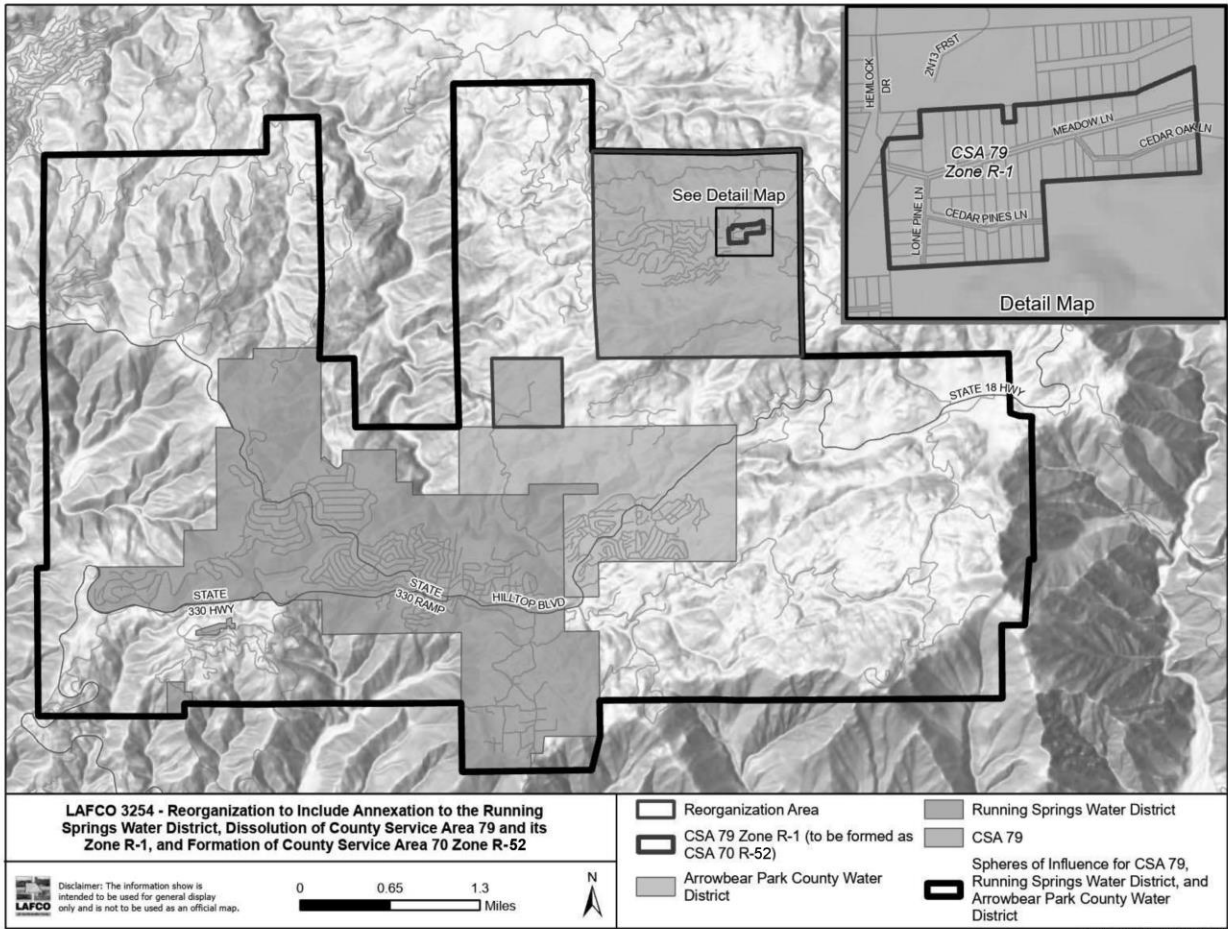 See Detail Map
STATE 18 HWY
STATE
330 HWY
STATE
330 RAMP
HILLTOP BLVD
HEMLOCK
DR
2N13 FRST
MEADOW LN
CEDAR OAK LN
CSA 79
Zone R-1
LONE PINE LN
CEDAR PINES LN
Detail Map
LAFCO 3254 - Reorganization to Include Annexation to the Running
Springs Water District, Dissolution of County Service Area 79 and its
Zone R-1, and Formation of County Service Area 70 Zone R-52
LAFCO
Disclaimer: The information show is
intended to be used for general display
only and is not to be used as an official map.
0 0.65 1.3
Miles
N
Reorganization Area
CSA 79 Zone R-1 (to be formed as
CSA 70 R-52)
Arrowbear Park County Water
District
Running Springs Water District
CSA 79
Spheres of Influence for CSA 79,
Running Springs Water District, and
Arrowbear Park County Water
District